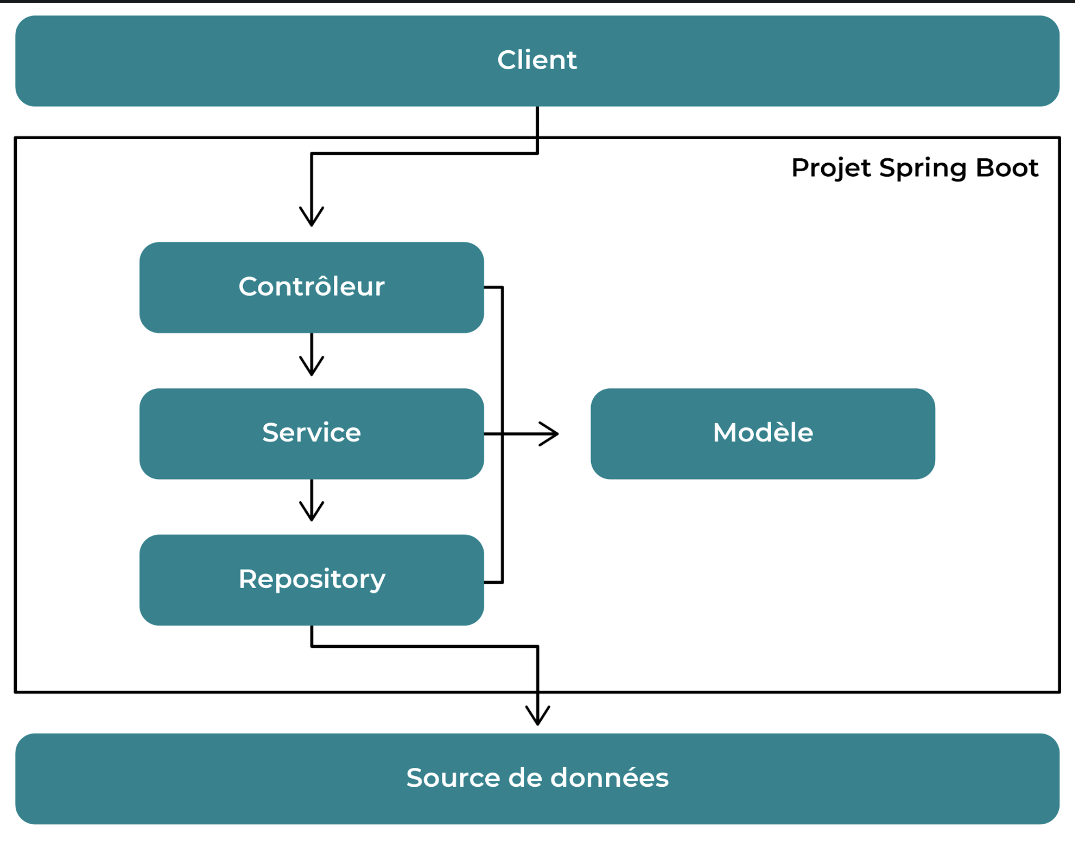 Client
Projet Spring Boot
Contrôleur
Service
Modèle
Repository
Source de données